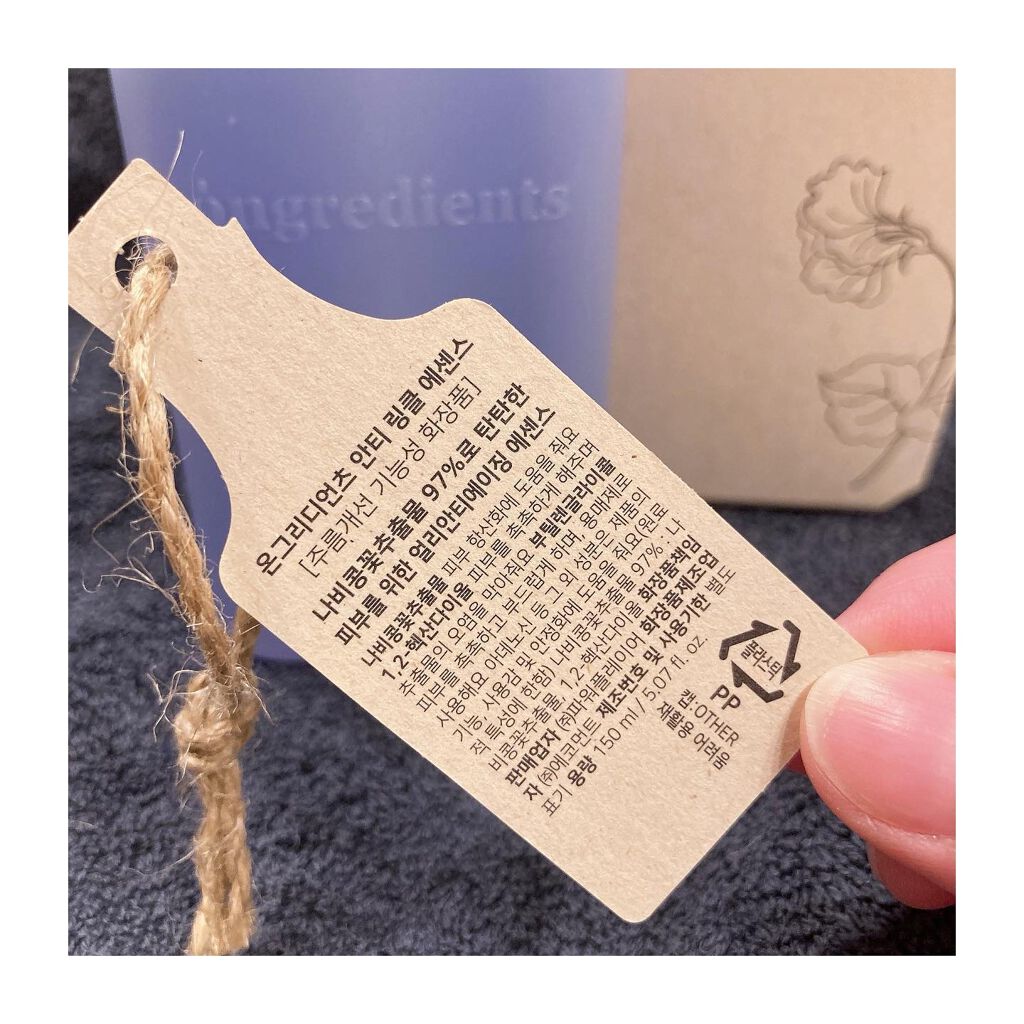 ongredients
온그리디언츠 안티 링클 에센스
[주름개선 기능성 화장품]
나비콩꽃추출물 97%로 탄탄한
피부를 위한 얼리안티에이징 에센스
나비콩꽃추출물 피부 항산화에 도움을 줘요
1,2-헥산다이올 피부를 촉촉하게 해주며
추출물의 오염을 막아줘요 부틸렌글라이콜
피부를 촉촉하고 부드럽게 하며, 용매제로
사용해요 아데노신 등 그 외 성분은 제품의
기능, 사용감 및 안정화에 도움을 줘요(원료
적 특성에 한함) 나비콩꽃추출물 97% : 나
비콩꽃추출물, 1,2-헥산다이올 화장품책임
판매업자 ㈜파워플레이어 화장품제조업
자 ㈜에코먼트 제조번호 및 사용기한 별도
표기 용량 150 ml / 5.07 fl. oz.
플라스틱
PP
캡:OTHER
재활용 어려움